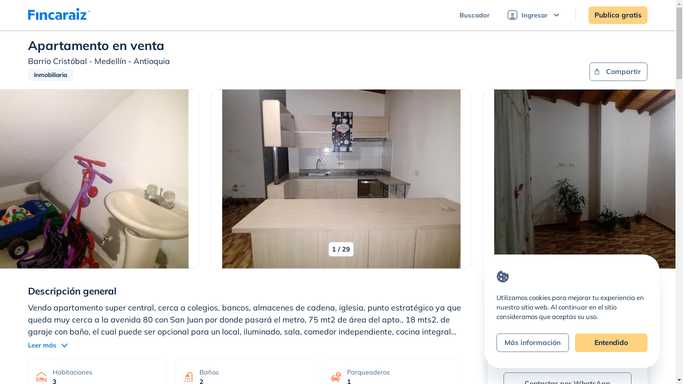 Fincaraiz
Buscador
Ingresar
Publica gratis
Apartamento en venta
Barrio Cristóbal - Medellín - Antioquia
Inmobiliaria
Compartir
1 / 29
Descripción general
Vendo apartamento super central, cerca a colegios, bancos, almacenes de cadena, iglesia, punto estratégico ya que
queda muy cerca a la avenida 80 con San Juan por donde pasará el metro, 75 mt2 de área del apto.. 18 mts2. de
garaje con baño, el cual puede ser opcional para un local, iluminado, sala, comedor independiente, cocina integral...
Leer más
Habitaciones
3
Baños
2
Parqueaderos
1
Utilizamos cookies para mejorar tu experiencia en
nuestro sitio web. Al continuar en el sitio
consideramos que aceptas su uso.
Más información
Entendido
Contactar por WhatsApp